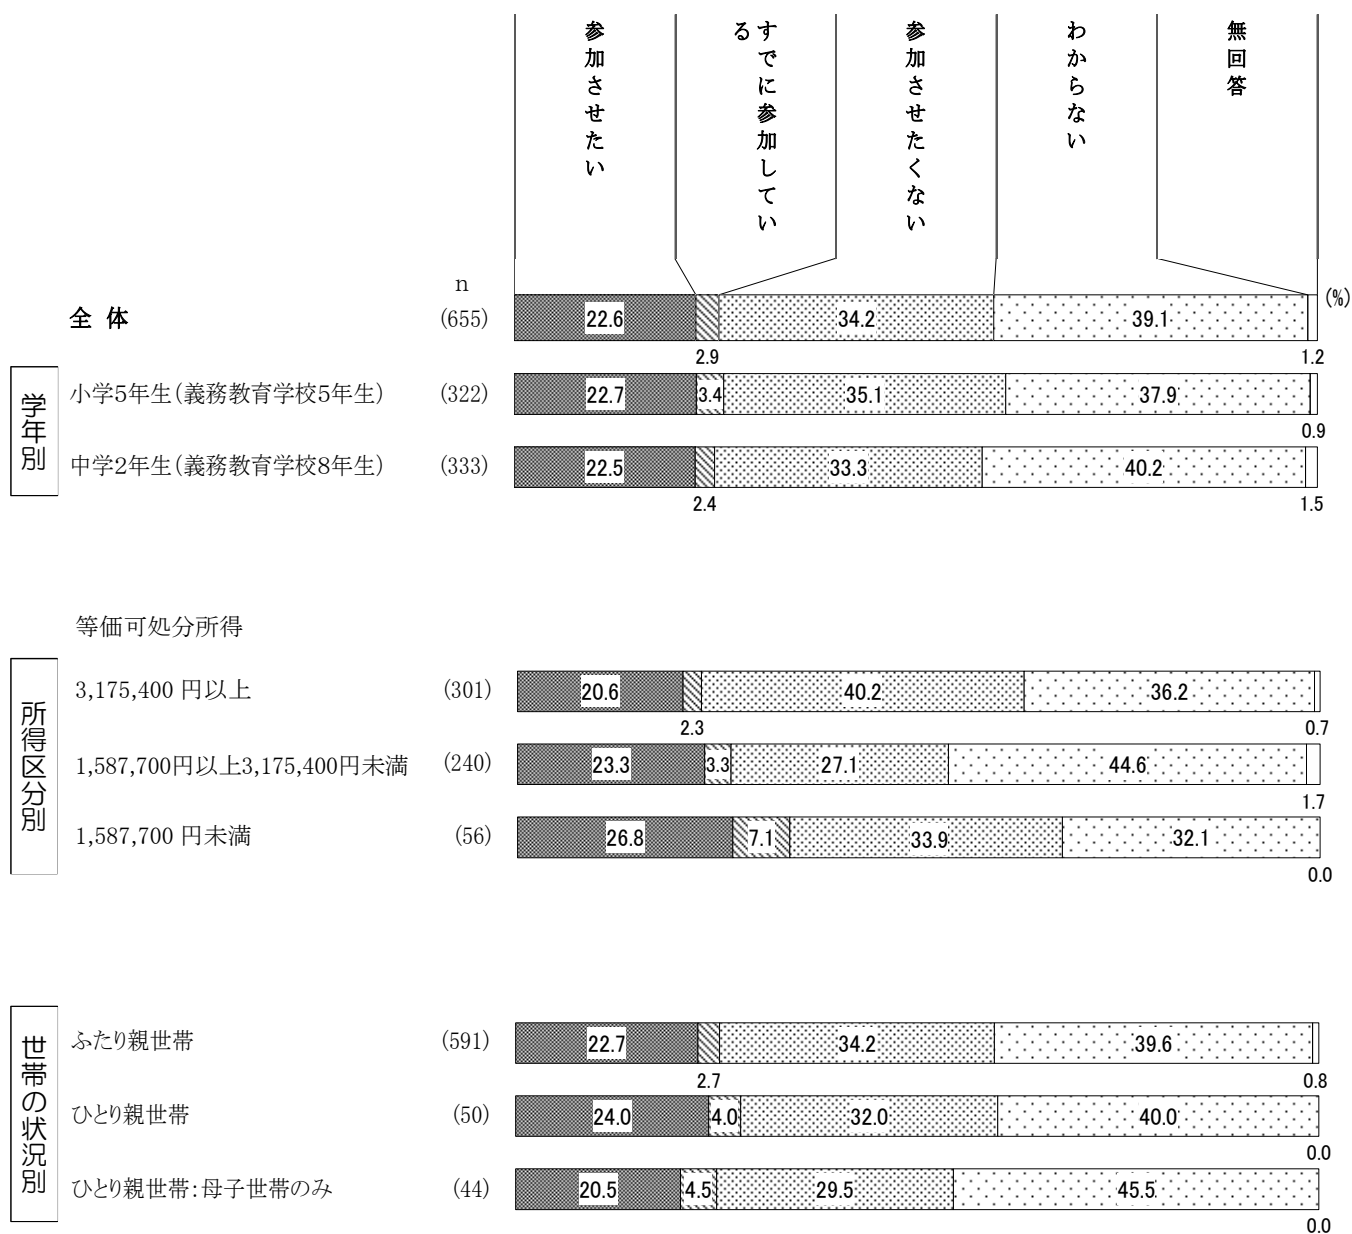 参加させたい
すでに参加している
参加させたくない
わからない
無回答
n
(%)
全 体
(655)
22.6
34.2
39.1
2.9
1.2
学年別
小学5年生（義務教育学校5年生）
(322)
22.7
3.4
35.1
37.9
0.9
中学2年生（義務教育学校8年生）
(333)
22.5
33.3
40.2
2.4
1.5
等価可処分所得
所得区分別
3,175,400 円以上
(301)
20.6
40.2
36.2
2.3
0.7
1,587,700円以上3,175,400円未満
(240)
23.3
3.3
27.1
44.6
1.7
1,587,700 円未満
(56)
26.8
7.1
33.9
32.1
0.0
世帯の状況別
ふたり親世帯
(591)
22.7
34.2
39.6
2.7
0.8
ひとり親世帯
(50)
24.0
4.0
32.0
40.0
0.0
ひとり親世帯：母子世帯のみ
(44)
20.5
4.5
29.5
45.5
0.0